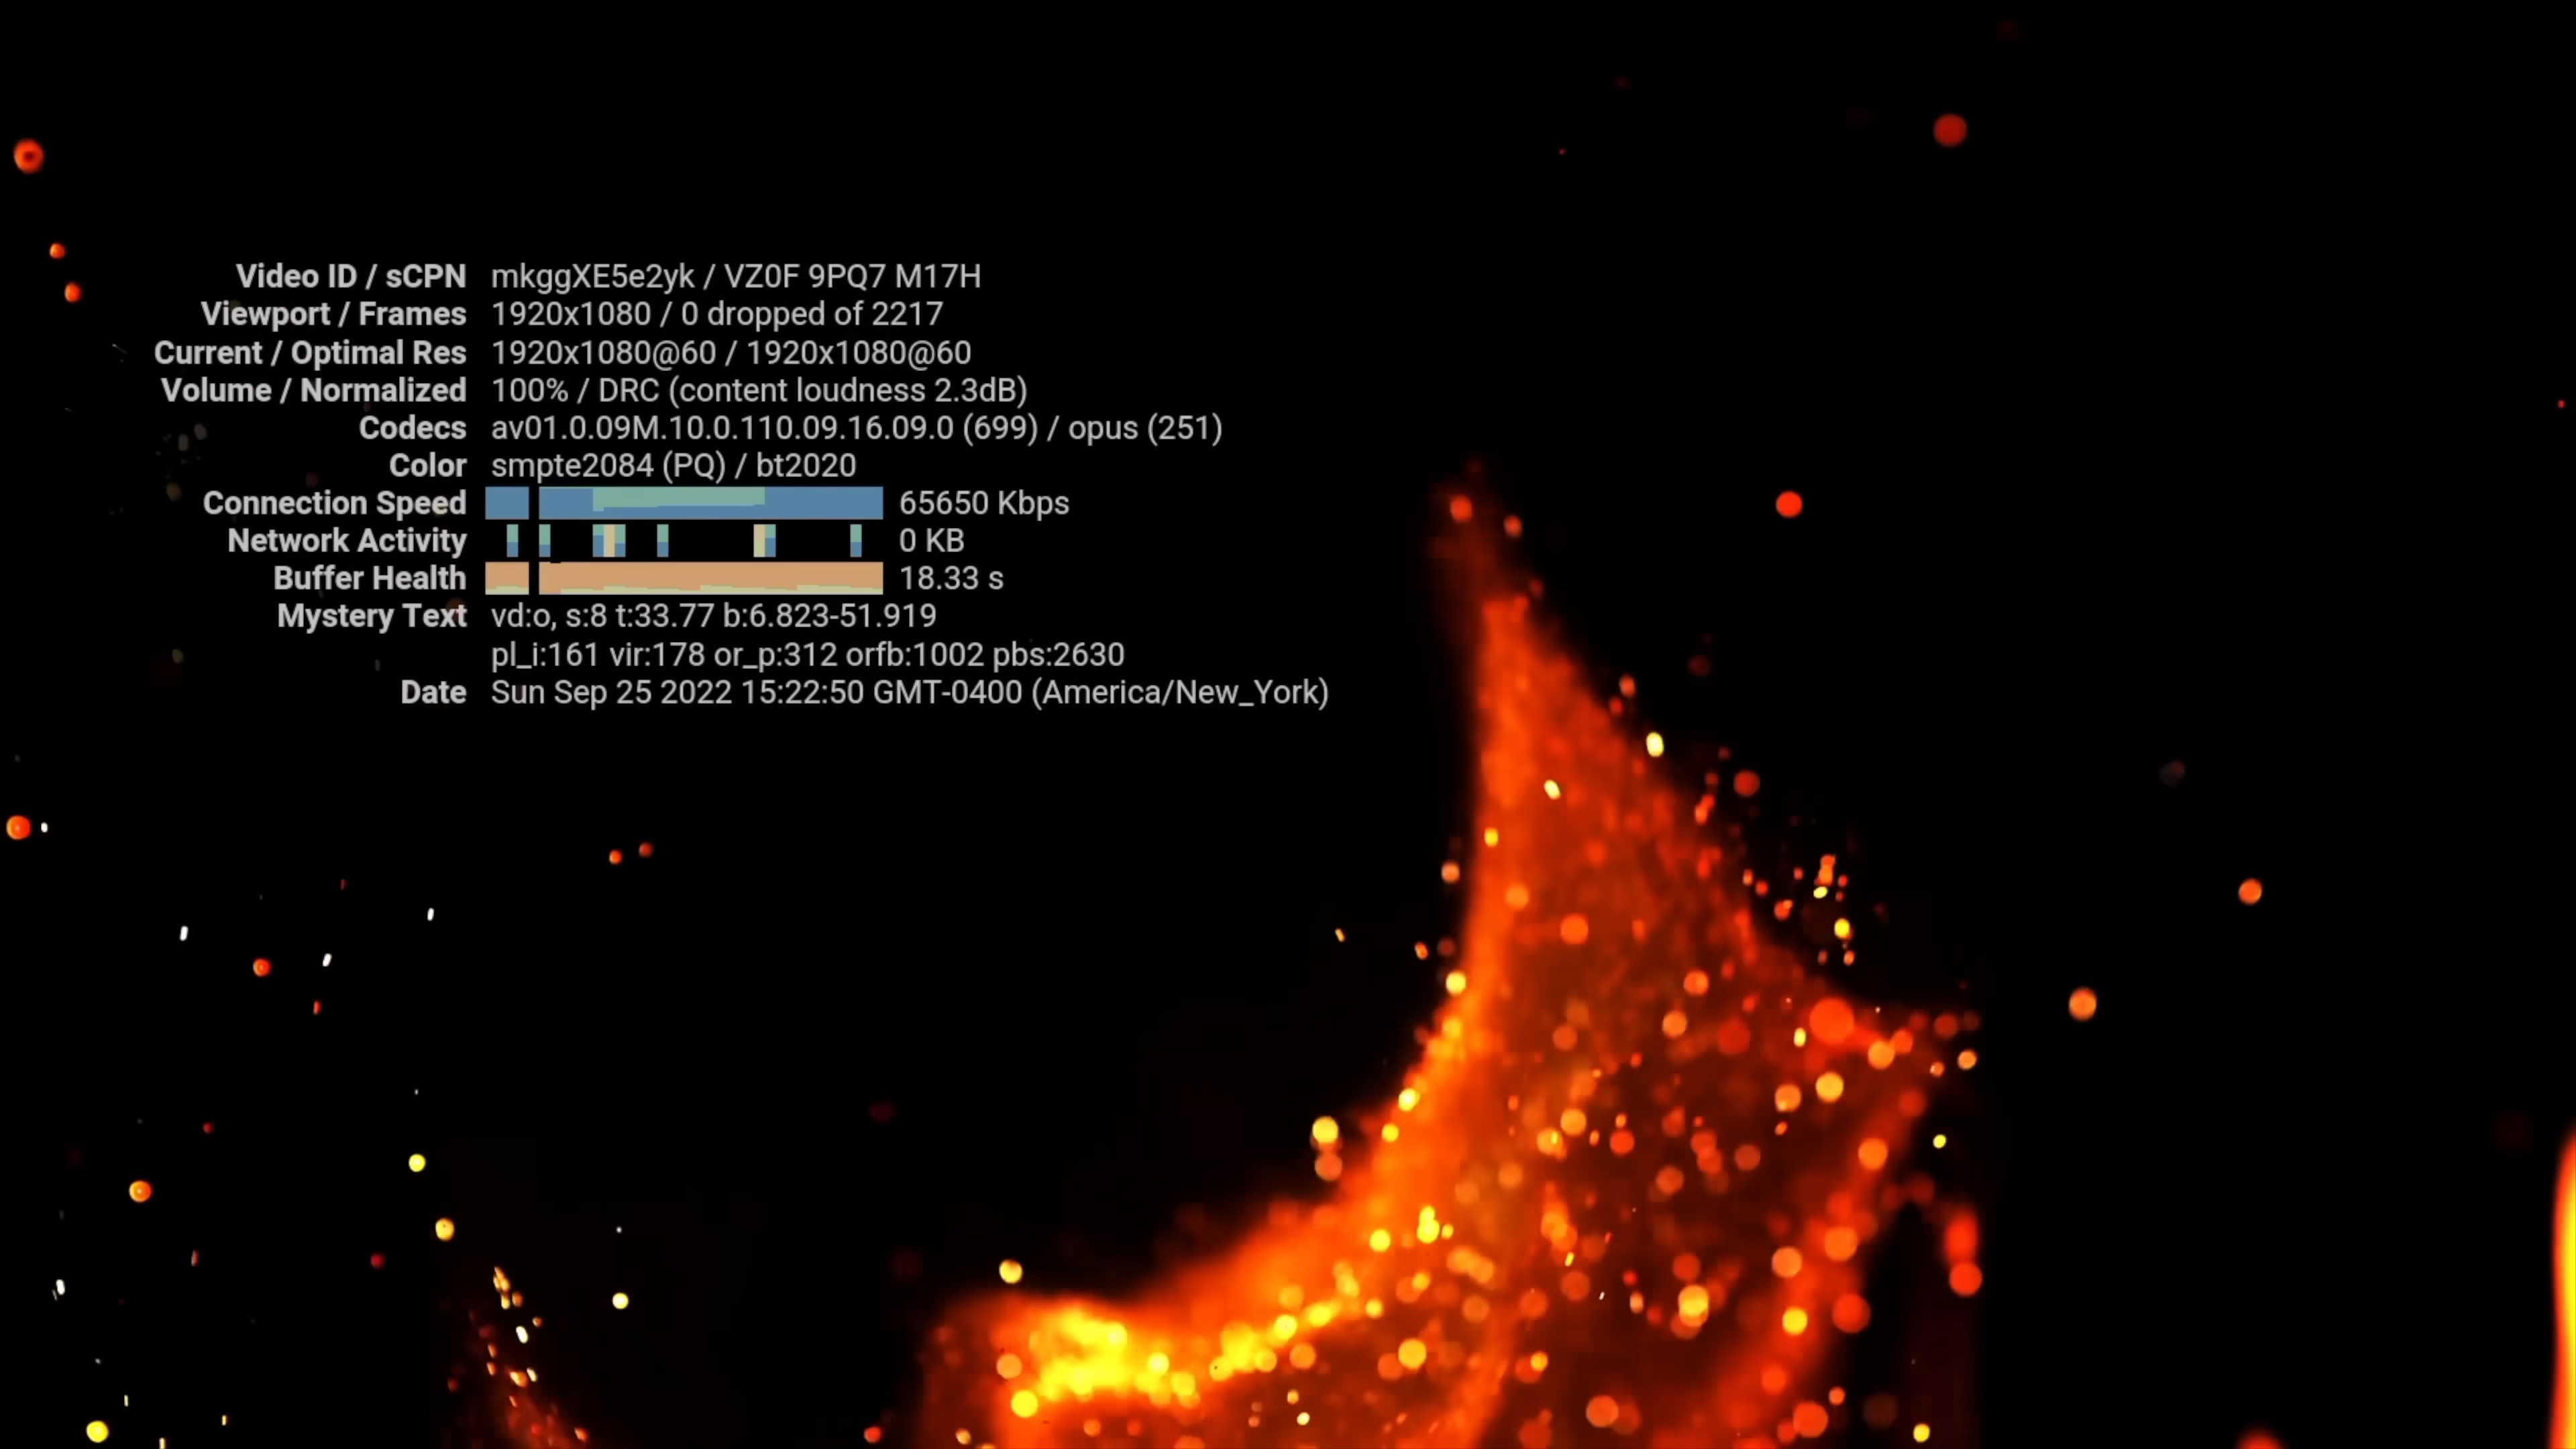 Video ID / sCPN mkggXE5e2yk / VZ0F 9PQ7 M17H
Viewport / Frames 1920x1080 / 0 dropped of 2217
Current / Optimal Res 1920x1080@60 / 1920x1080@60
Volume / Normalized 100% / DRC (content loudness 2.3dB)
Codecs av01.0.09M.10.0.110.09.16.09.0 (699) / opus (251)
Color smpte2084 (PQ) / bt2020
Connection Speed 65650 Kbps
Network Activity 0 KB
Buffer Health 18.33 s
Mystery Text vd:o, s:8 t:33.77 b:6.823-51.919
pl_i:161 vir:178 or_p:312 orfb:1002 pbs:2630
Date Sun Sep 25 2022 15:22:50 GMT-0400 (America/New_York)